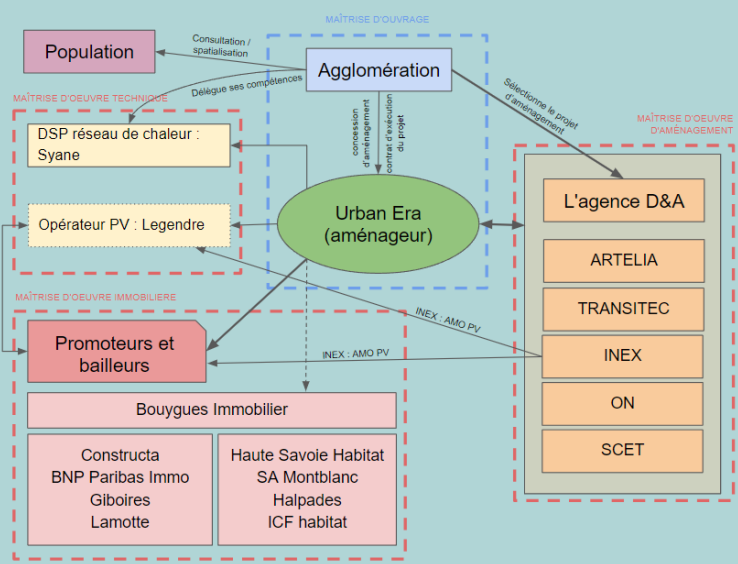 MAÎTRISE D'OUVRAGE
Population
Consultation /
spatialisation
Agglomération
Délègue ses compétences
Sélectionne le projet
d'aménagement
MAÎTRISE D'OEUVRE TECHNIQUE
DSP réseau de chaleur :
Syane
concession
d'aménagement
contrat d'exécution
du projet
MAÎTRISE D'OEUVRE
D'AMÉNAGEMENT
L'agence D&A
Opérateur PV : Legendre
Urban Era
(aménageur)
ARTELIA
TRANSITEC
INEX
ON
SCET
MAÎTRISE D'OEUVRE IMMOBILIERE
INEX : AMO PV
INEX : AMO PV
Promoteurs et
bailleurs
Bouygues Immobilier
Constructa
BNP Paribas Immo
Giboires
Lamotte
Haute Savoie Habitat
SA Montblanc
Halpades
ICF habitat